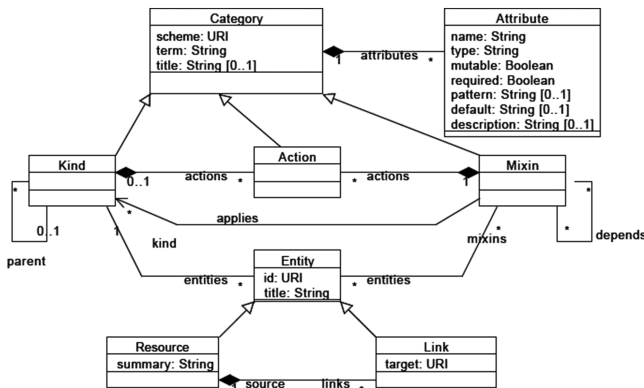 Category
scheme: URI
term: String
title: String [0..1]
Attribute
name: String
type: String
mutable: Boolean
required: Boolean
pattern: String [0..1]
default: String [0..1]
description: String [0..1]
1 attributes *
Kind
Action
Mixin
0..1 actions *
* actions 1
* 0..1 parent
applies *
1 kind
* mixins
* * depends
entities *
* entities
Entity
id: URI
title: String
Resource
summary: String
Link
target: URI
1 source links *